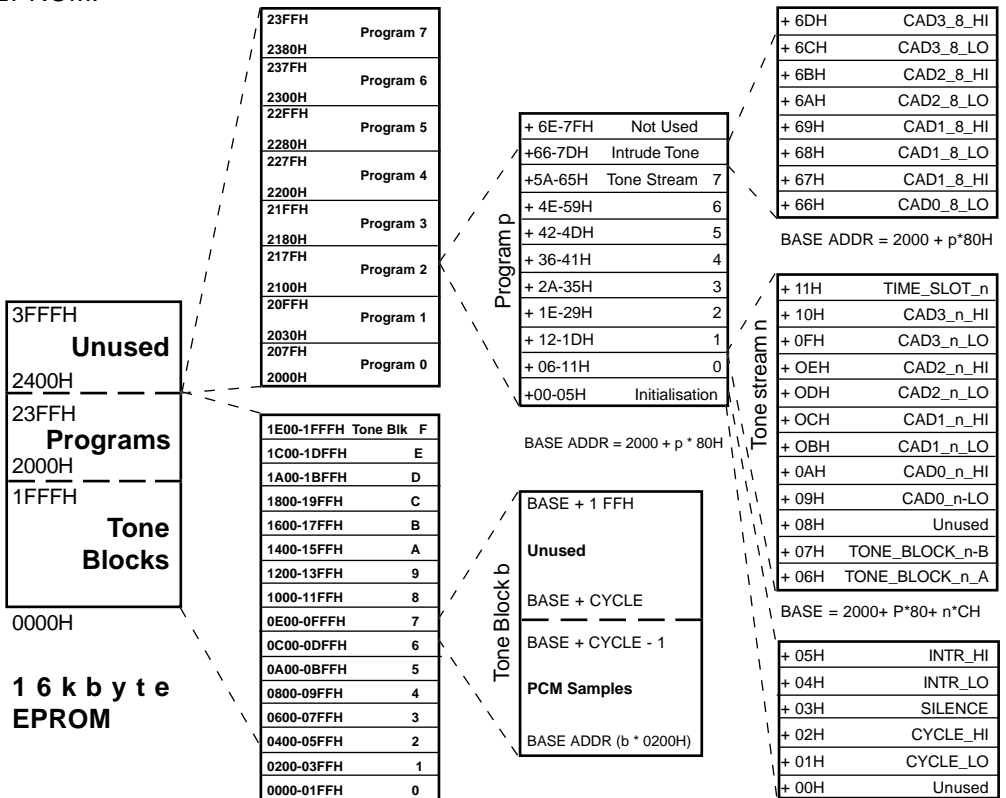 3FFFH
Unused
2400H
23FFH
Programs
2000H
1FFFH
Tone
Blocks
0000H
16kbyte
EPROM
23FFH
Program 7
2380H
237FH
Program 6
2300H
22FFH
Program 5
2280H
227FH
Program 4
2200H
21FFH
Program 3
2180H
217FH
Program 2
2100H
20FFH
Program 1
2030H
207FH
Program 0
2000H
1E00-1FFFH Tone Blk F
1C00-1DFFH E
1A00-1BFFH D
1800-19FFH C
1600-17FFH B
1400-15FFH A
1200-13FFH 9
1000-11FFH 8
0E00-0FFFH 7
0C00-0DFFH 6
0A00-0BFFH 5
0800-09FFH 4
0600-07FFH 3
0400-05FFH 2
0200-03FFH 1
0000-01FFH 0
Program p
+ 6E-7FH Not Used
+66-7DH Intrude Tone
+5A-65H Tone Stream 7
+ 4E-59H 6
+ 42-4DH 5
+ 36-41H 4
+ 2A-35H 3
+ 1E-29H 2
+ 12-1DH 1
+ 06-11H 0
+00-05H Initialisation
BASE ADDR = 2000 + p * 80H
Tone Block b
BASE + 1 FFH
Unused
BASE + CYCLE
BASE + CYCLE - 1
PCM Samples
BASE ADDR (b * 0200H)
+ 6DH CAD3_8_HI
+ 6CH CAD3_8_LO
+ 6BH CAD2_8_HI
+ 6AH CAD2_8_LO
+ 69H CAD1_8_HI
+ 68H CAD1_8_LO
+ 67H CAD1_8_HI
+ 66H CAD0_8_LO
BASE ADDR = 2000 + p*80H
Tone stream n
+ 11H TIME_SLOT_n
+ 10H CAD3_n_HI
+ 0FH CAD3_n_LO
+ OEH CAD2_n_HI
+ ODH CAD2_n_LO
+ OCH CAD1_n_HI
+ OBH CAD1_n_LO
+ 0AH CAD0_n_HI
+ 09H CAD0_n-LO
+ 08H Unused
+ 07H TONE_BLOCK_n-B
+ 06H TONE_BLOCK_n_A
BASE = 2000+ P*80+ n*CH
+ 05H INTR_HI
+ 04H INTR_LO
+ 03H SILENCE
+ 02H CYCLE_HI
+ 01H CYCLE_LO
+ 00H Unused